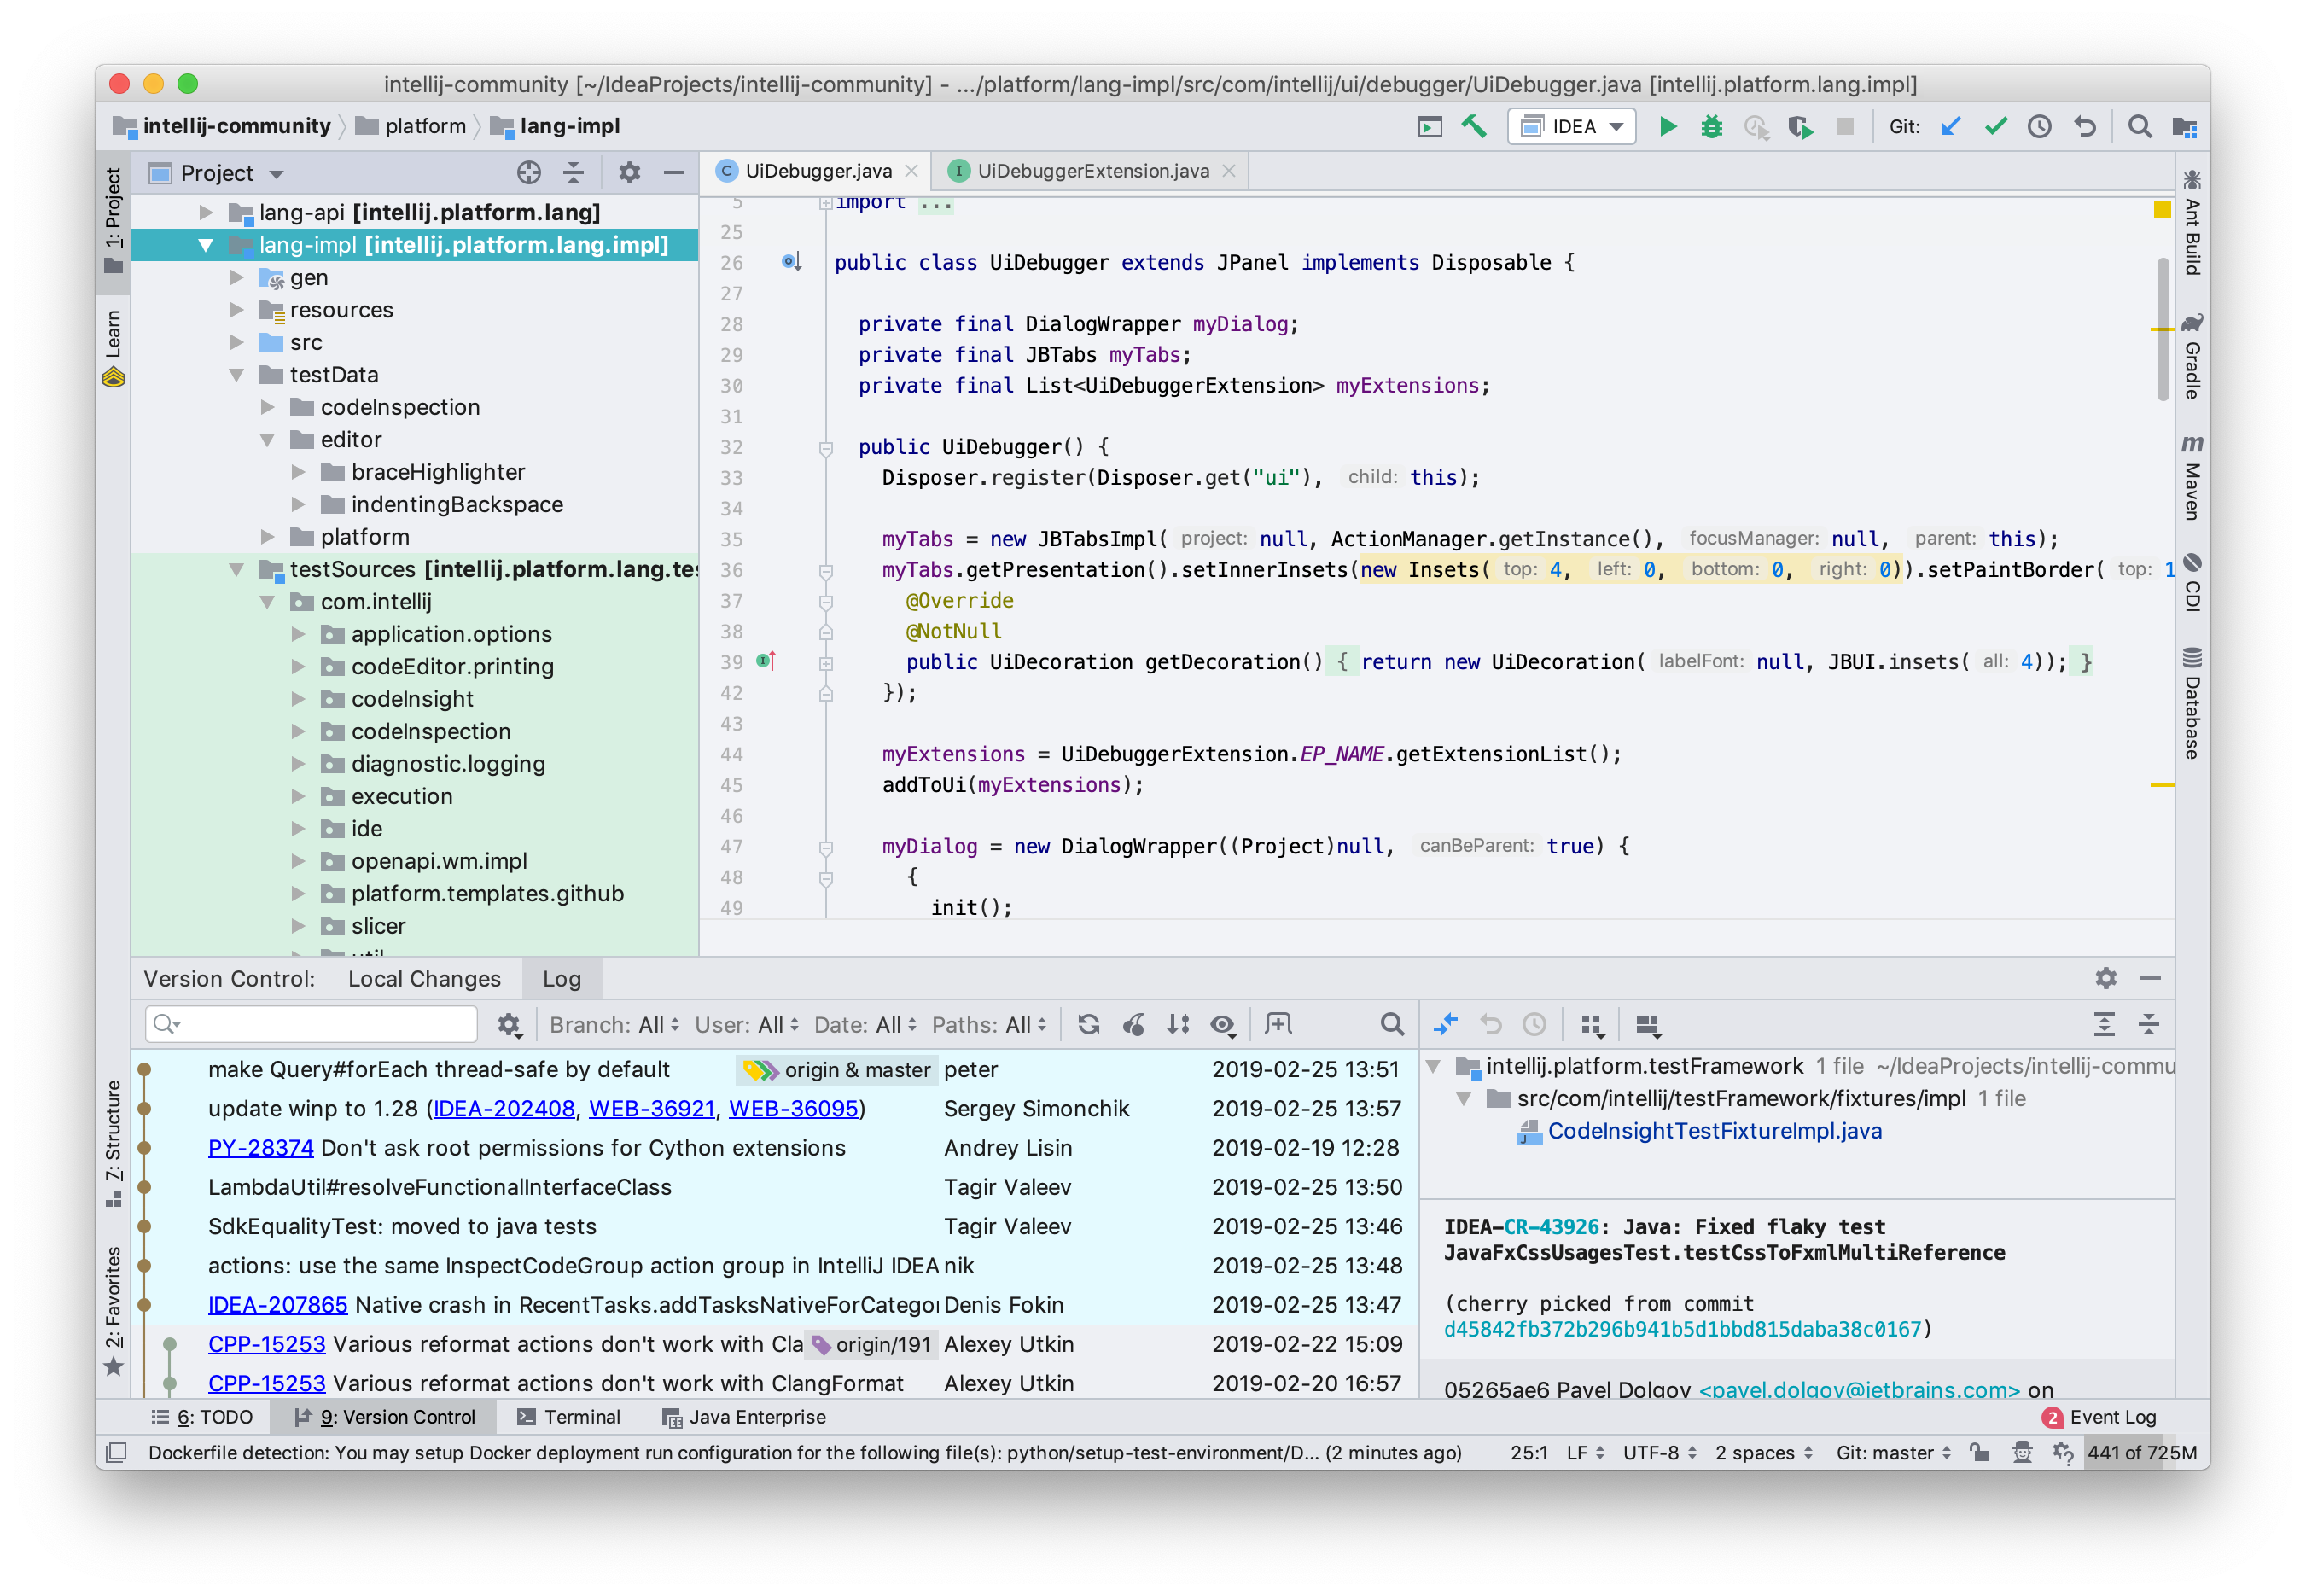 intellij-community [~/IdeaProjects/intellij-community] - .../platform/lang-impl/src/com/intellij/ui/debugger/UiDebugger.java [intellij.platform.lang.impl]
intellij-community platform lang-impl
IDEA
Git:
1: Project
Learn
7: Structure
2: Favorites
Project
lang-api [intellij.platform.lang]
lang-impl [intellij.platform.lang.impl]
gen
resources
src
testData
codeInspection
editor
braceHighlighter
indentingBackspace
platform
testSources [intellij.platform.lang.tes
com.intellij
application.options
codeEditor.printing
codeInsight
codeInspection
diagnostic.logging
execution
ide
openapi.wm.impl
platform.templates.github
slicer
UiDebugger.java
UiDebuggerExtension.java
5 import ...
25
26 public class UiDebugger extends JPanel implements Disposable {
27
28 private final DialogWrapper myDialog;
29 private final JBTabs myTabs;
30 private final List<UiDebuggerExtension> myExtensions;
31
32 public UiDebugger() {
33 Disposer.register(Disposer.get("ui"), child: this);
34
35 myTabs = new JBTabsImpl( project: null, ActionManager.getInstance(), focusManager: null, parent: this);
36 myTabs.getPresentation().setInnerInsets(new Insets( top: 4, left: 0, bottom: 0, right: 0)).setPaintBorder( top: 1
37 @Override
38 @NotNull
39 public UiDecoration getDecoration() { return new UiDecoration( labelFont: null, JBUI.insets( all: 4)); }
42 });
43
44 myExtensions = UiDebuggerExtension.EP_NAME.getExtensionList();
45 addToUi(myExtensions);
46
47 myDialog = new DialogWrapper((Project)null, canBeParent: true) {
48 {
49 init();
Ant Build
Gradle
m Maven
CDI
Database
Version Control: Local Changes Log
Branch: All User: All Date: All Paths: All
make Query#forEach thread-safe by default origin & master peter 2019-02-25 13:51
update winp to 1.28 (IDEA-202408, WEB-36921, WEB-36095) Sergey Simonchik 2019-02-25 13:57
PY-28374 Don't ask root permissions for Cython extensions Andrey Lisin 2019-02-19 12:28
LambdaUtil#resolveFunctionalInterfaceClass Tagir Valeev 2019-02-25 13:50
SdkEqualityTest: moved to java tests Tagir Valeev 2019-02-25 13:46
actions: use the same InspectCodeGroup action group in IntelliJ IDEA nik 2019-02-25 13:48
IDEA-207865 Native crash in RecentTasks.addTasksNativeForCategor Denis Fokin 2019-02-25 13:47
CPP-15253 Various reformat actions don't work with Cla origin/191 Alexey Utkin 2019-02-22 15:09
CPP-15253 Various reformat actions don't work with ClangFormat Alexey Utkin 2019-02-20 16:57
intellij.platform.testFramework 1 file ~/IdeaProjects/intellij-commu
src/com/intellij/testFramework/fixtures/impl 1 file
CodeInsightTestFixtureImpl.java
IDEA-CR-43926: Java: Fixed flaky test
JavaFxCssUsagesTest.testCssToFxmlMultiReference
(cherry picked from commit
d45842fb372b296b941b5d1bbd815daba38c0167)
05265ae6 Pavel Dolgov <pavel.dolgov@jetbrains.com> on
6: TODO 9: Version Control Terminal Java Enterprise 2 Event Log
Dockerfile detection: You may setup Docker deployment run configuration for the following file(s): python/setup-test-environment/D... (2 minutes ago) 25:1 LF UTF-8 2 spaces Git: master 441 of 725M